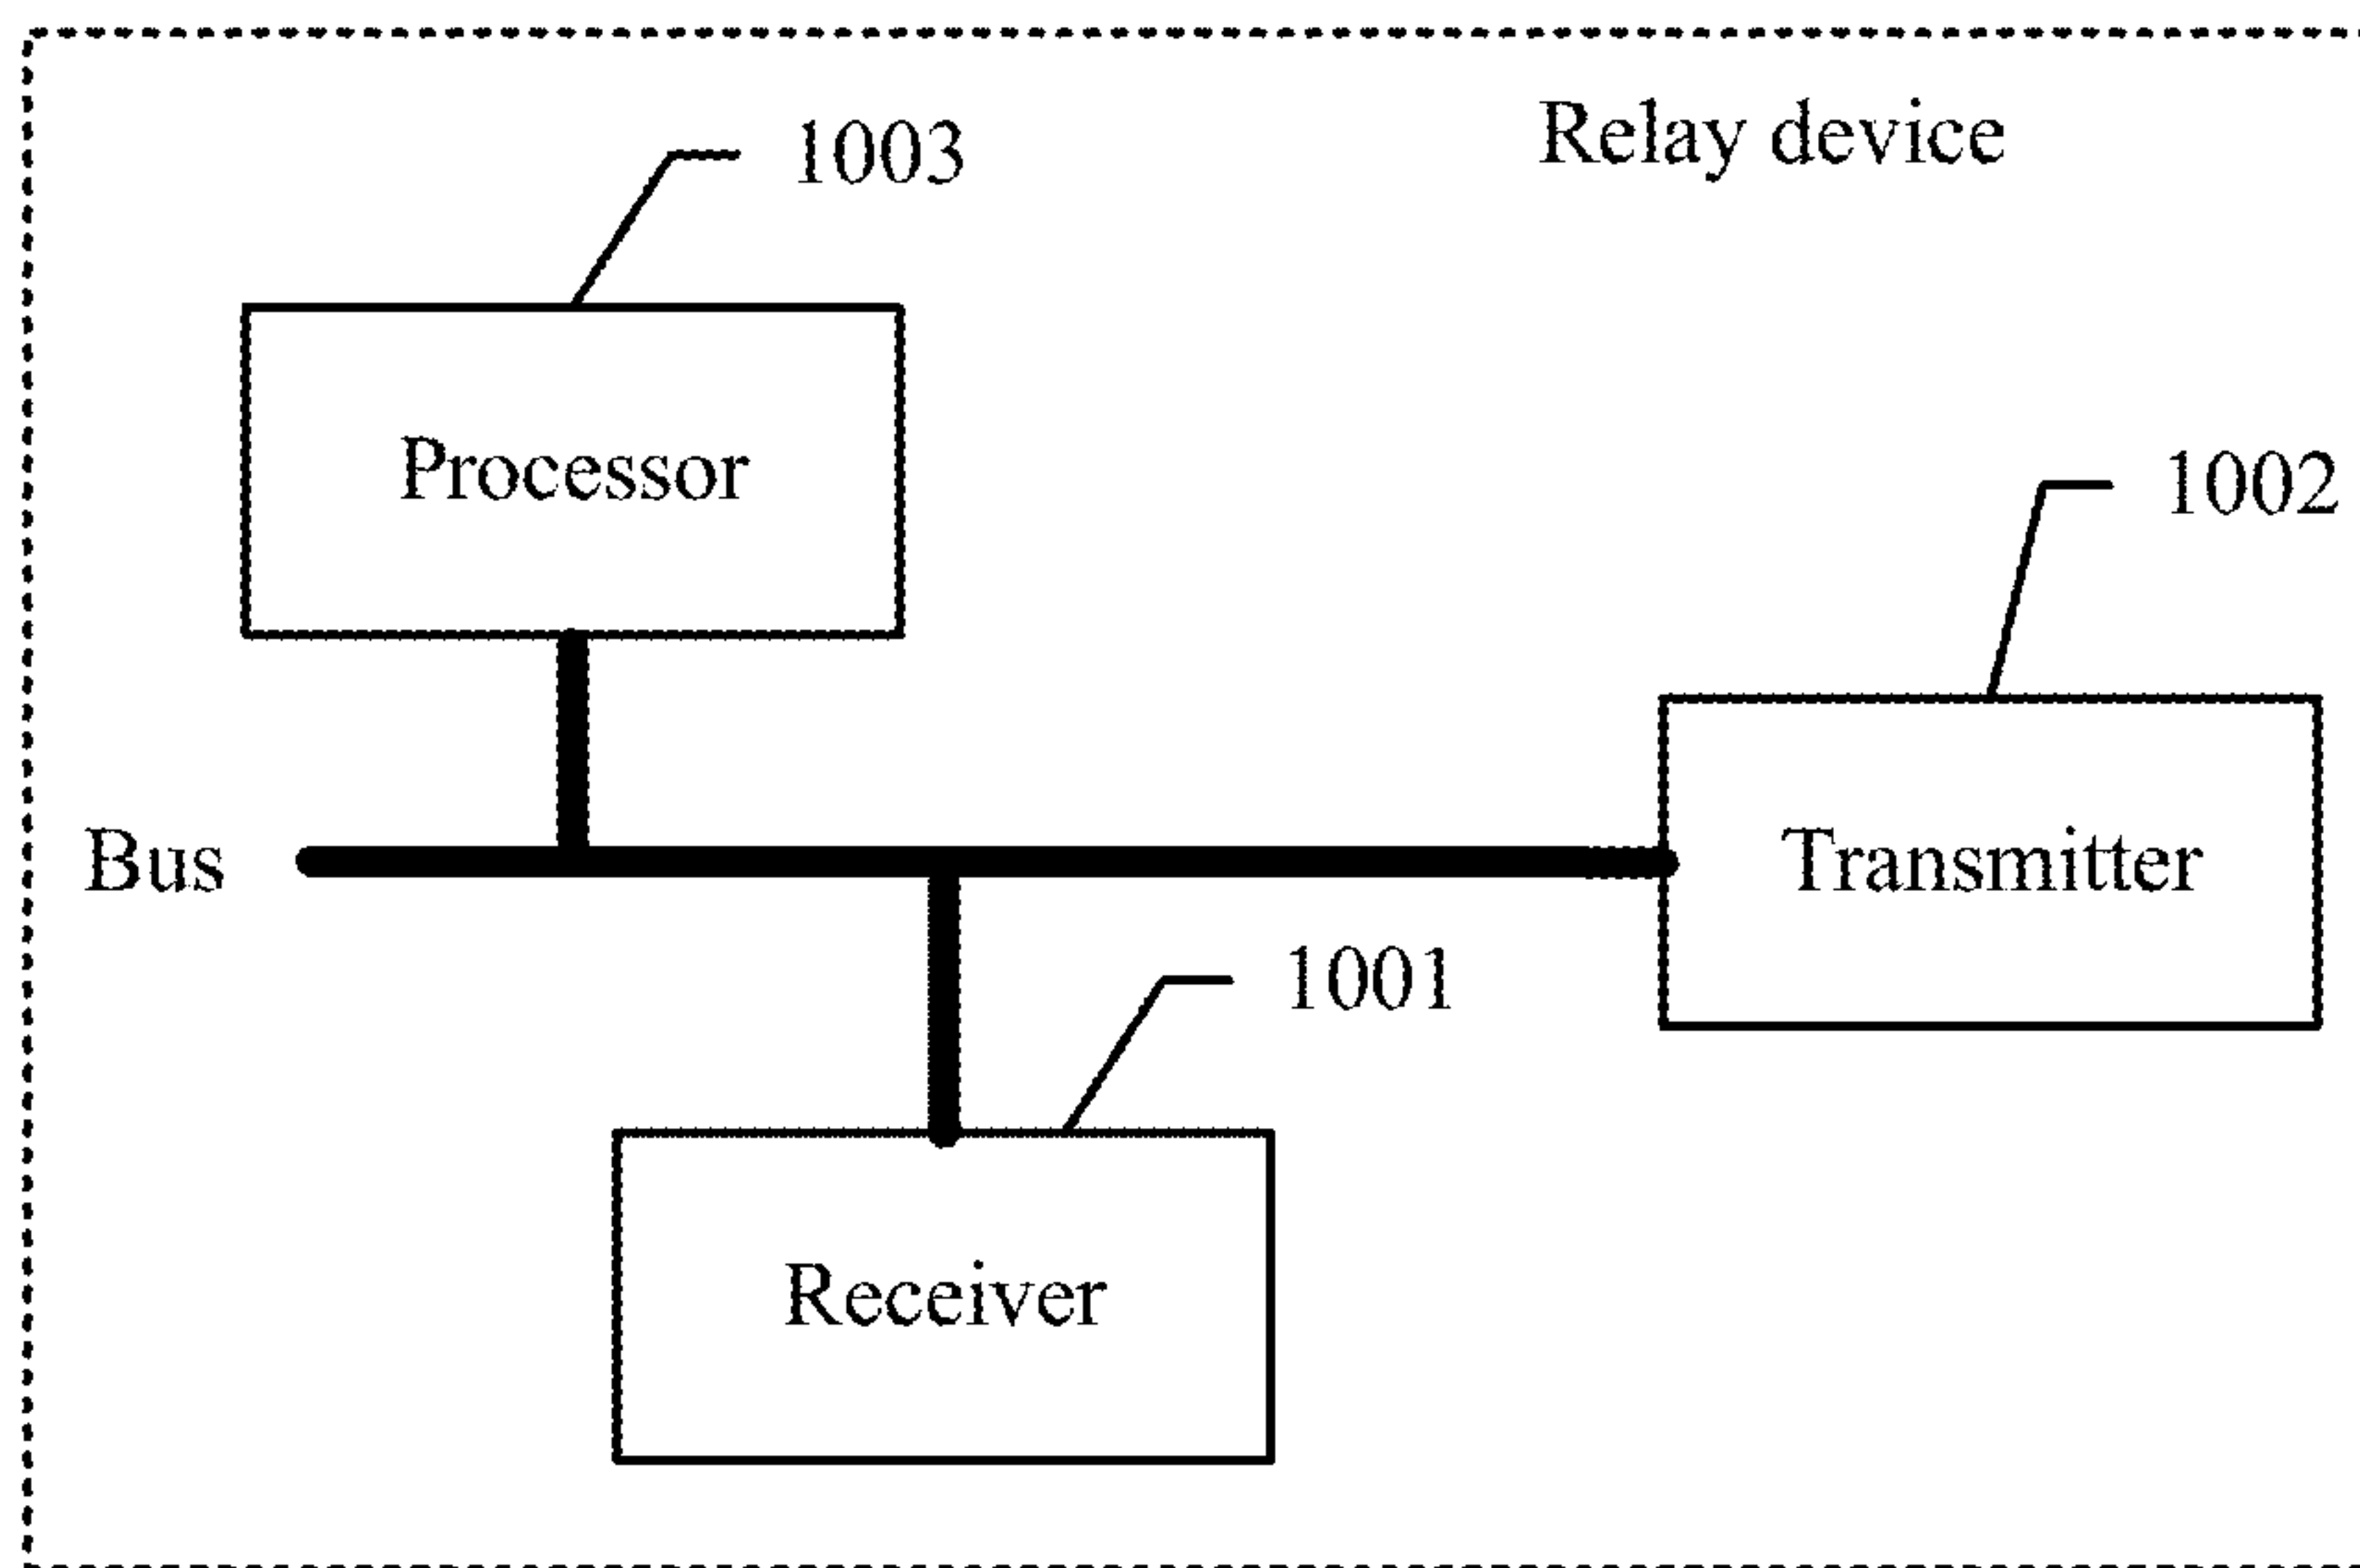 Relay device
1003
Processor
1002
Bus
Transmitter
1001
Receiver